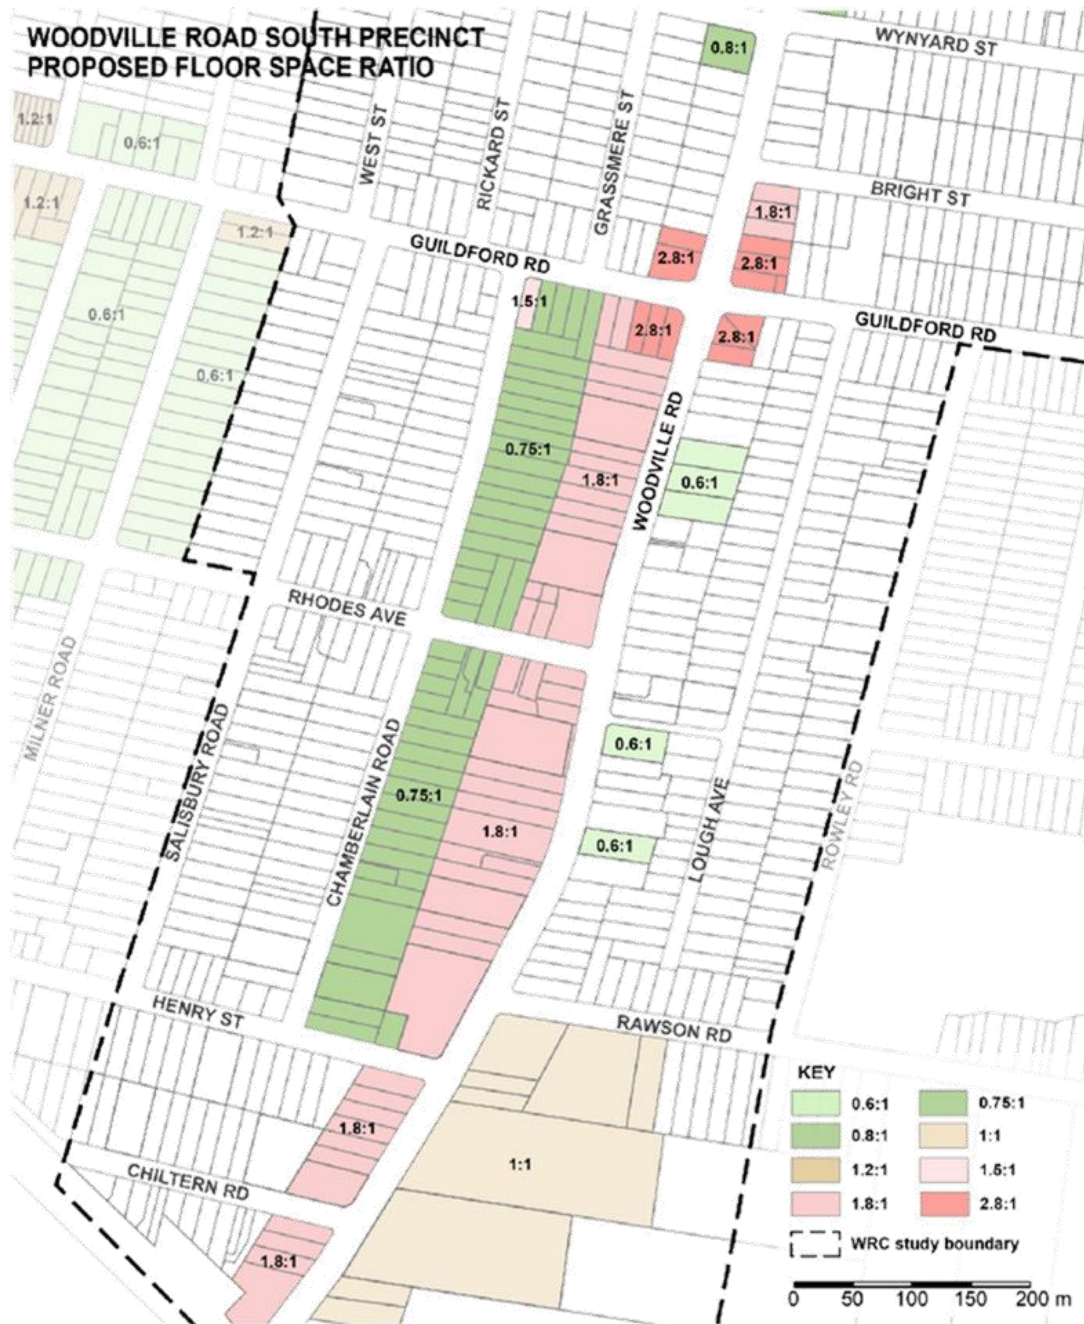 WOODVILLE ROAD SOUTH PRECINCT
PROPOSED FLOOR SPACE RATIO
WYNYARD ST
0.8:1
1.2:1
0.6:1
WEST ST
RICKARD ST
GRASSMERE ST
BRIGHT ST
1.2:1
1.8:1
1.2:1
GUILDFORD RD
2.8:1
2.8:1
1.5:1
0.6:1
2.8:1
2.8:1
GUILDFORD RD
0.6:1
WOODVILLE RD
0.75:1
1.8:1
0.6:1
RHODES AVE
MILNER ROAD
SALISBURY ROAD
CHAMBERLAIN ROAD
0.6:1
LOUGH AVE
ROWLEY RD
0.75:1
1.8:1
0.6:1
HENRY ST
RAWSON RD
1.8:1
1:1
CHILTERN RD
1.8:1
KEY
0.6:1 0.75:1
0.8:1 1:1
1.2:1 1.5:1
1.8:1 2.8:1
WRC study boundary
0 50 100 150 200 m